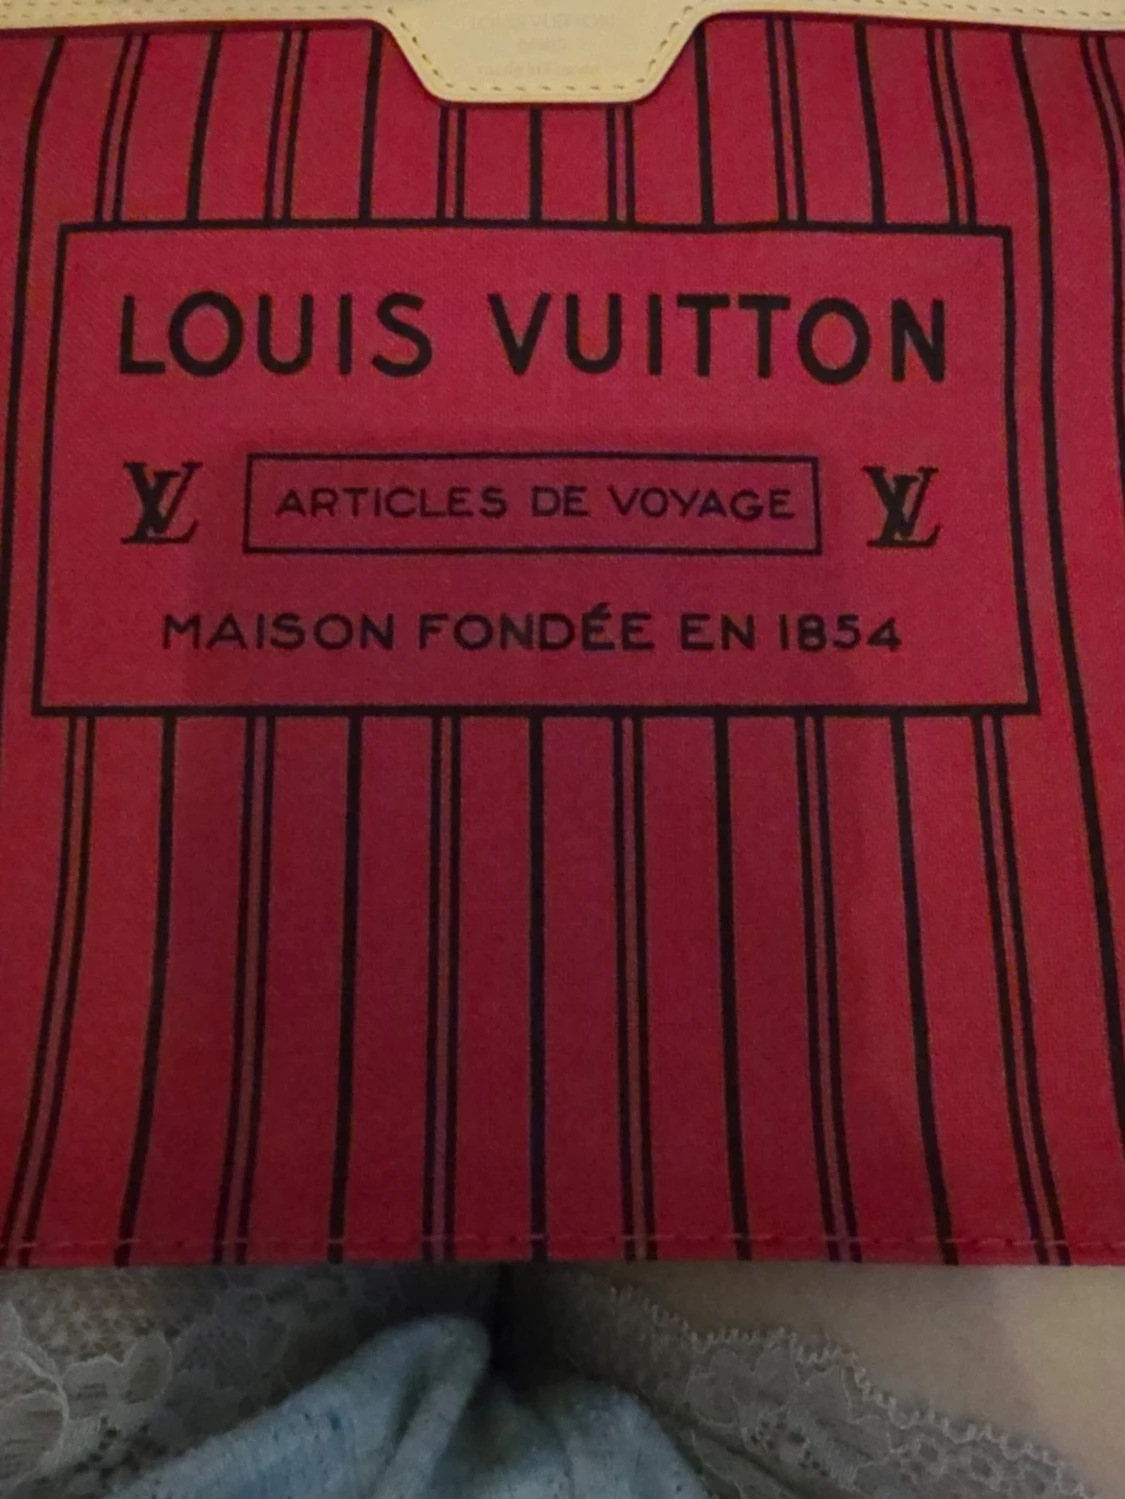 LOUIS VUITTON
LV ARTICLES DE VOYAGE LV
MAISON FONDÉE EN 1854